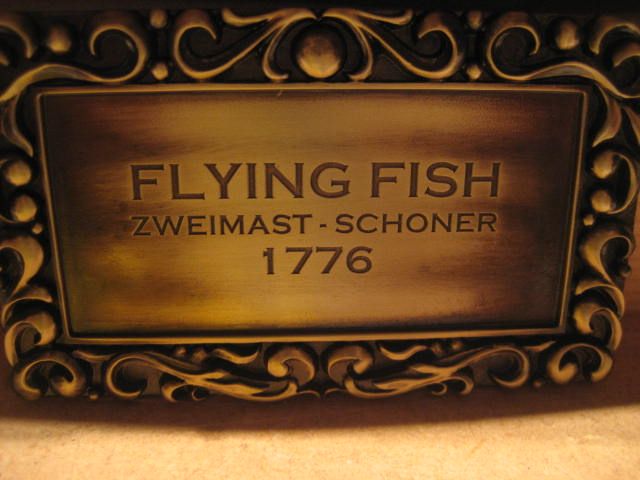 FLYING FISH
ZWEIMAST - SCHONER
1776